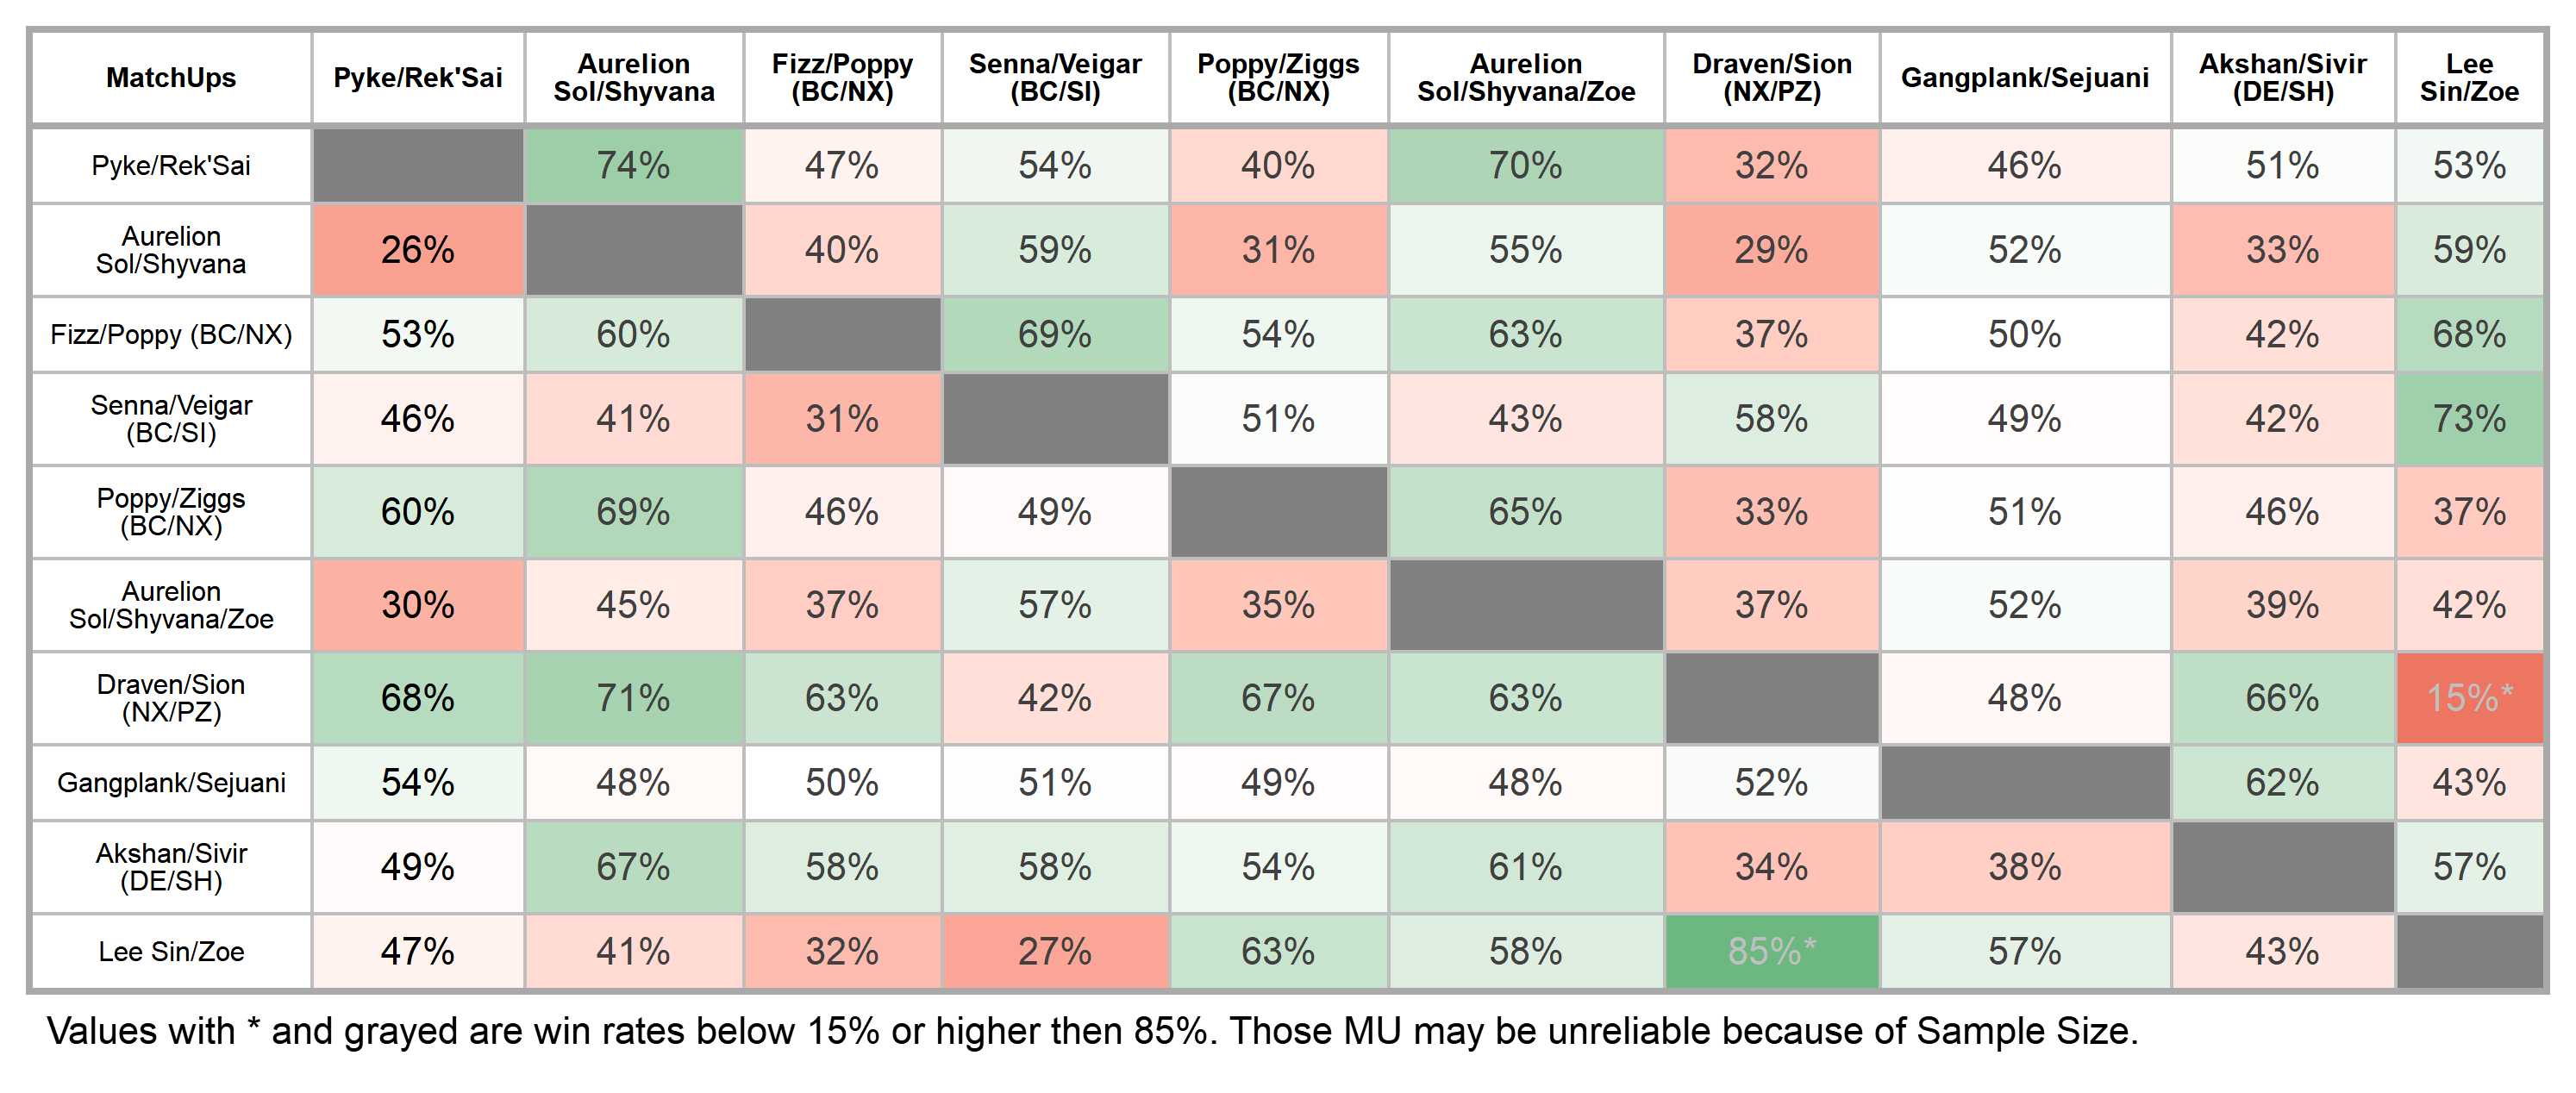 MatchUps Pyke/Rek'Sai Aurelion Sol/Shyvana Fizz/Poppy (BC/NX) Senna/Veigar (BC/SI) Poppy/Ziggs (BC/NX) Aurelion Sol/Shyvana/Zoe Draven/Sion (NX/PZ) Gangplank/Sejuani Akshan/Sivir (DE/SH) Lee Sin/Zoe
Pyke/Rek'Sai 74% 47% 54% 40% 70% 32% 46% 51% 53%
Aurelion Sol/Shyvana 26% 40% 59% 31% 55% 29% 52% 33% 59%
Fizz/Poppy (BC/NX) 53% 60% 69% 54% 63% 37% 50% 42% 68%
Senna/Veigar (BC/SI) 46% 41% 31% 51% 43% 58% 49% 42% 73%
Poppy/Ziggs (BC/NX) 60% 69% 46% 49% 65% 33% 51% 46% 37%
Aurelion Sol/Shyvana/Zoe 30% 45% 37% 57% 35% 37% 52% 39% 42%
Draven/Sion (NX/PZ) 68% 71% 63% 42% 67% 63% 48% 66% 15%*
Gangplank/Sejuani 54% 48% 50% 51% 49% 48% 52% 62% 43%
Akshan/Sivir (DE/SH) 49% 67% 58% 58% 54% 61% 34% 38% 57%
Lee Sin/Zoe 47% 41% 32% 27% 63% 58% 85%* 57% 43%
Values with * and grayed are win rates below 15% or higher then 85%. Those MU may be unreliable because of Sample Size.